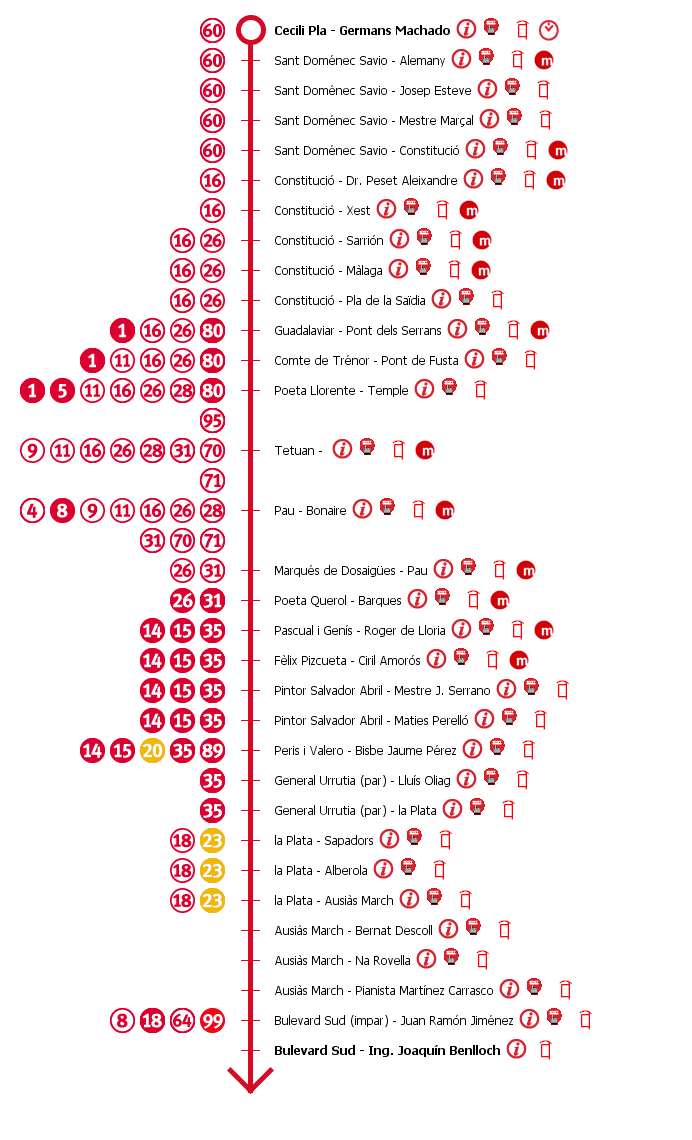 60 Cecili Pla - Germans Machado i
60 Sant Doménec Savio - Alemany i m
60 Sant Doménec Savio - Josep Esteve i
60 Sant Doménec Savio - Mestre Marçal i
60 Sant Doménec Savio - Constitució i m
16 Constitució - Dr. Peset Aleixandre i m
16 Constitució - Xest i m
16 26 Constitució - Sarrión i m
16 26 Constitució - Màlaga i m
16 26 Constitució - Pla de la Saïdia i
1 16 26 80 Guadalaviar - Pont dels Serrans i m
1 11 16 26 80 Comte de Trénor - Pont de Fusta i
1 5 11 16 26 28 80 Poeta Llorente - Temple i
95
9 11 16 26 28 31 70 Tetuan - i m
71
4 8 9 11 16 26 28 Pau - Bonaire i m
31 70 71
26 31 Marqués de Dosaigües - Pau i m
26 31 Poeta Querol - Barques i m
14 15 35 Pascual i Genís - Roger de Lloria i m
14 15 35 Fèlix Pizcueta - Ciril Amorós i m
14 15 35 Pintor Salvador Abril - Mestre J. Serrano i
14 15 35 Pintor Salvador Abril - Maties Perelló i
14 15 20 35 89 Peris i Valero - Bisbe Jaume Pérez i
35 General Urrutia (par) - Lluís Oliag i
35 General Urrutia (par) - la Plata i
18 23 la Plata - Sapadors i
18 23 la Plata - Alberola i
18 23 la Plata - Ausiàs March i
Ausiàs March - Bernat Descoll i
Ausiàs March - Na Rovella i
Ausiàs March - Pianista Martínez Carrasco i
8 18 64 99 Bulevard Sud (impar) - Juan Ramón Jiménez i
Bulevard Sud - Ing. Joaquín Benlloch i